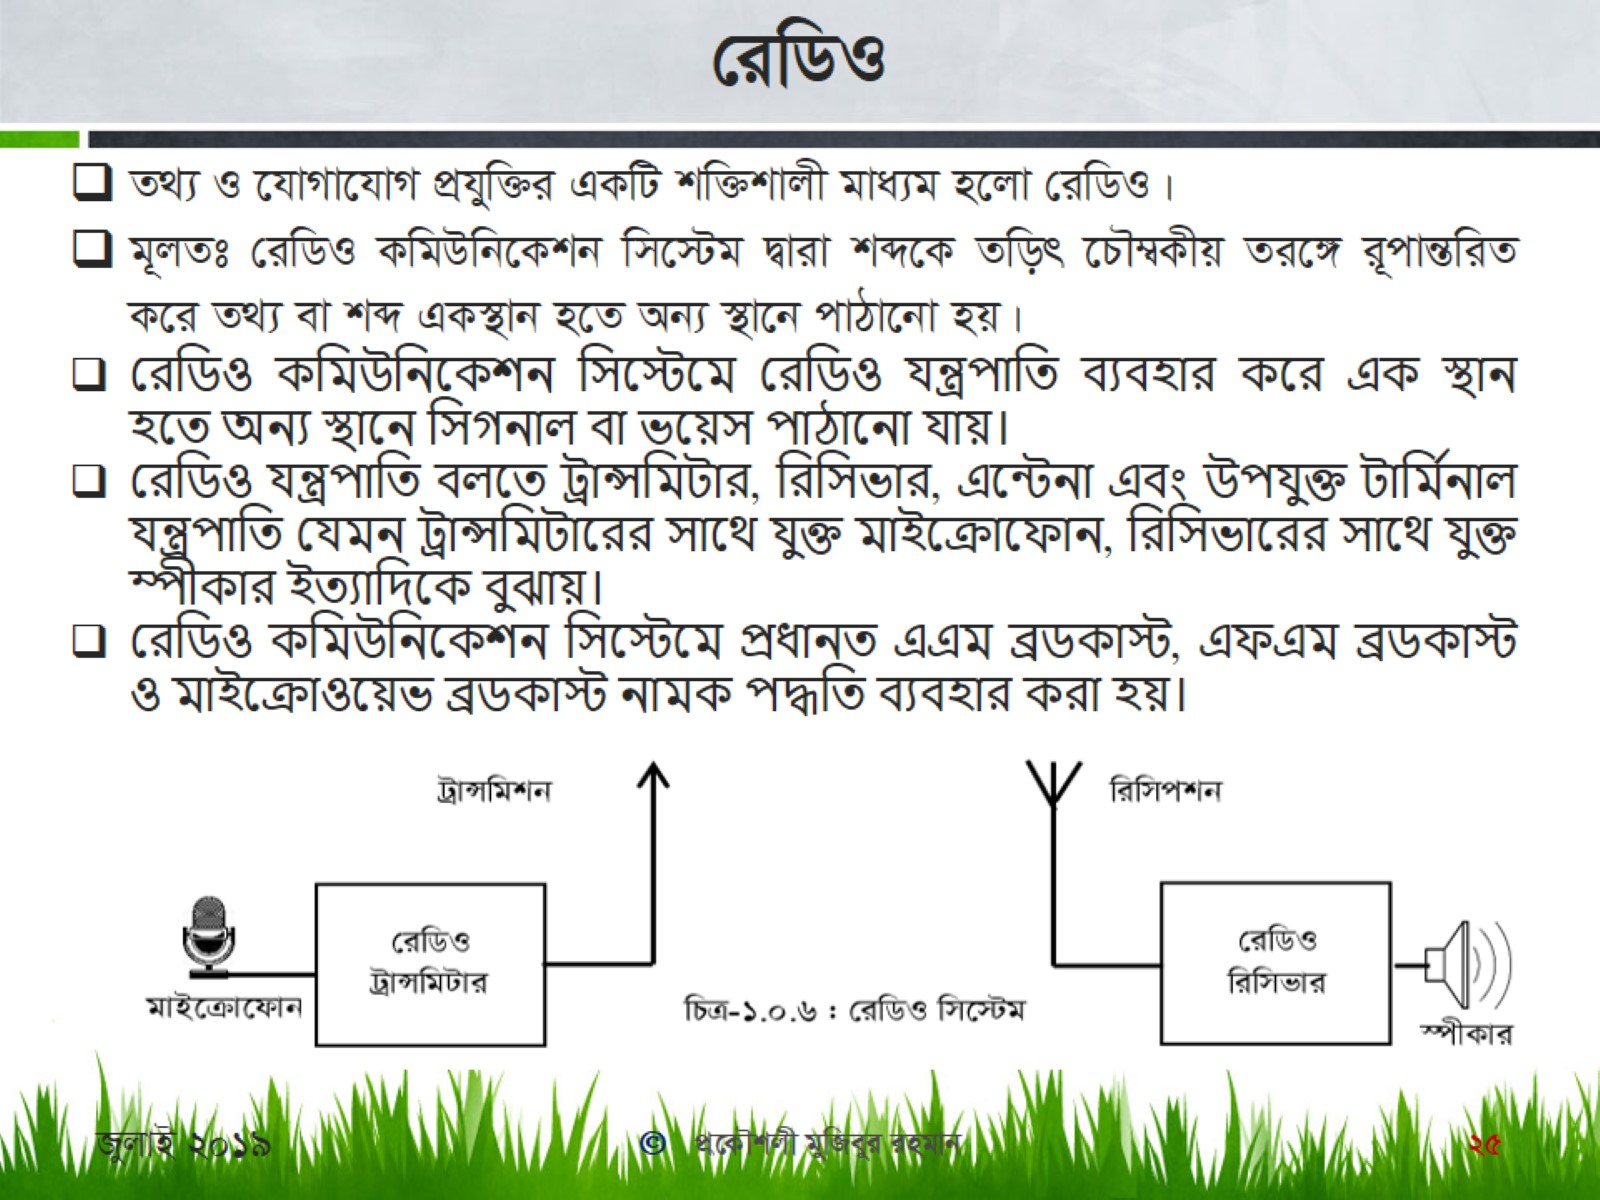 রেডিও
তথ্য ও যোগাযোগ প্রযুক্তির একটি শক্তিশালী মাধ্যম হলো রেডিও।
মূলতঃ রেডিও কমিউনিকেশন সিস্টেম দ্বারা শব্দকে তড়িৎ চৌম্বকীয় তরঙ্গে রূপান্তরিত
করে তথ্য বা শব্দ একস্থান হতে অন্য স্থানে পাঠানো হয়।
রেডিও কমিউনিকেশন সিস্টেমে রেডিও যন্ত্রপাতি ব্যবহার করে এক স্থান
হতে অন্য স্থানে সিগনাল বা ভয়েস পাঠানো যায়।
রেডিও যন্ত্রপাতি বলতে ট্রান্সমিটার, রিসিভার, এন্টেনা এবং উপযুক্ত টার্মিনাল
যন্ত্রপাতি যেমন ট্রান্সমিটারের সাথে যুক্ত মাইক্রোফোন, রিসিভারের সাথে যুক্ত
স্পীকার ইত্যাদিকে বুঝায়।
রেডিও কমিউনিকেশন সিস্টেমে প্রধানত এএম ব্রডকাস্ট, এফএম ব্রডকাস্ট
ও মাইক্রোওয়েভ ব্রডকাস্ট নামক পদ্ধতি ব্যবহার করা হয়।
ট্রান্সমিশন
রিসিপশন
রেডিও
ট্রান্সমিটার
রেডিও
রিসিভার
মাইক্রোফোন
চিত্র-১.০.৬ : রেডিও সিস্টেম
স্পীকার
জুলাই ২০১৯
© প্রকৌশলী মুজিবুর রহমান
২৫